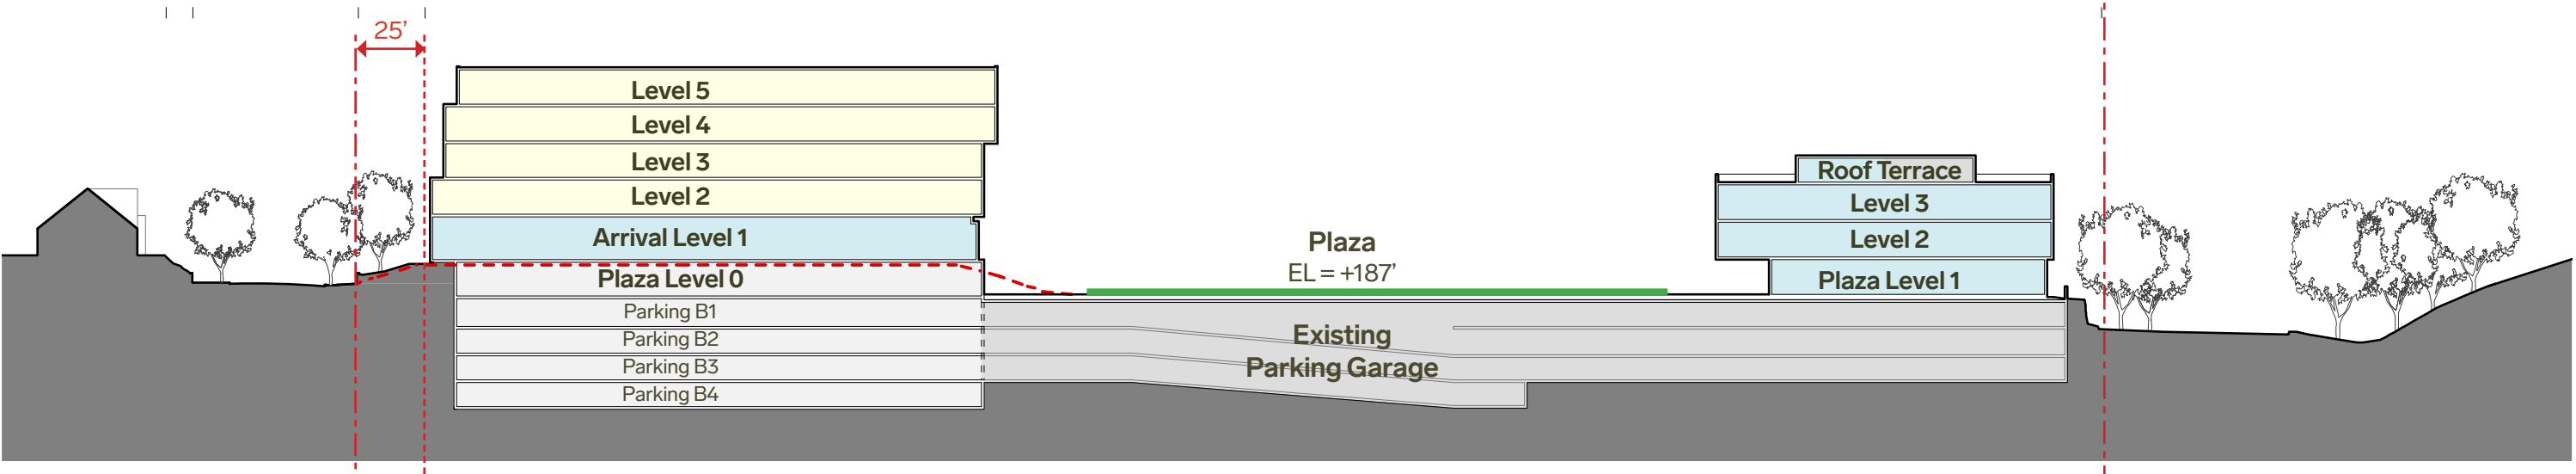 25’
Level 5
Level 4
Level 3
Level 2
Arrival Level 1
Plaza Level 0
Parking B1
Parking B2
Parking B3
Parking B4
Plaza
EL = +187’
Existing
Parking Garage
Roof Terrace
Level 3
Level 2
Plaza Level 1